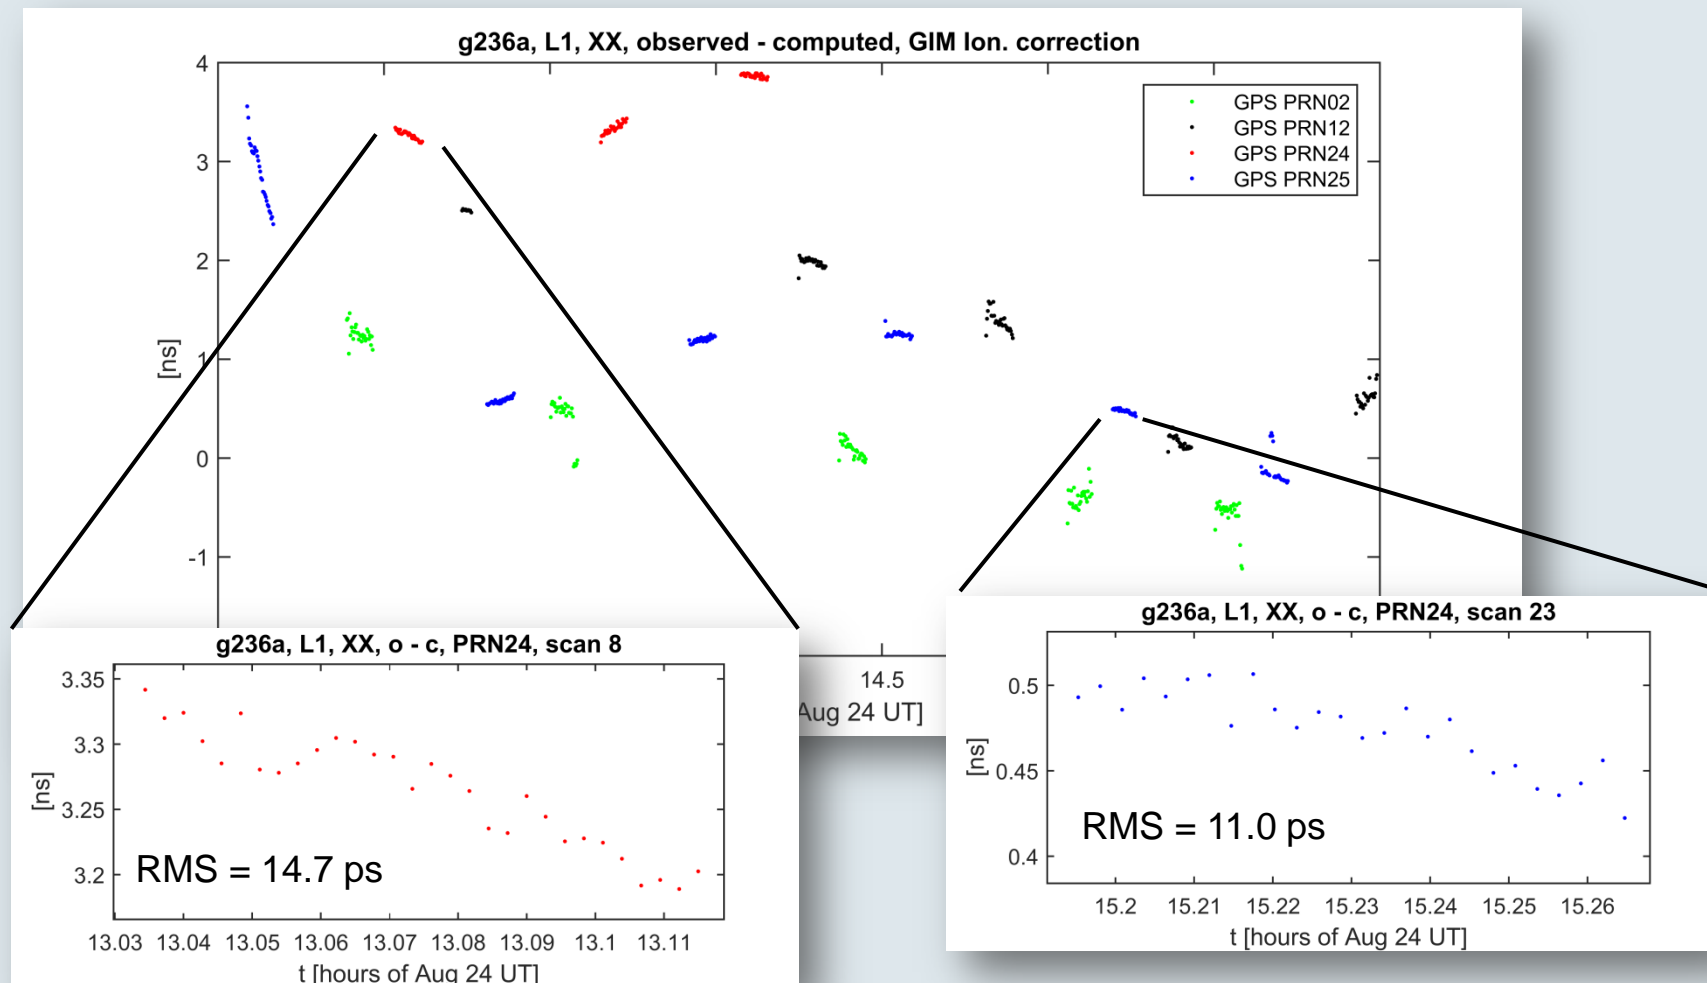 g236a, L1, XX, observed - computed, GIM Ion. correction
4
3
2
1
0
-1
[ns]
GPS PRN02
GPS PRN12
GPS PRN24
GPS PRN25
14.5
Aug 24 UT]
g236a, L1, XX, o - c, PRN24, scan 8
3.35
3.3
3.25
3.2
[ns]
RMS = 14.7 ps
13.03 13.04 13.05 13.06 13.07 13.08 13.09 13.1 13.11
t [hours of Aug 24 UT]
g236a, L1, XX, o - c, PRN24, scan 23
0.5
0.45
0.4
[ns]
RMS = 11.0 ps
15.2 15.21 15.22 15.23 15.24 15.25 15.26
t [hours of Aug 24 UT]